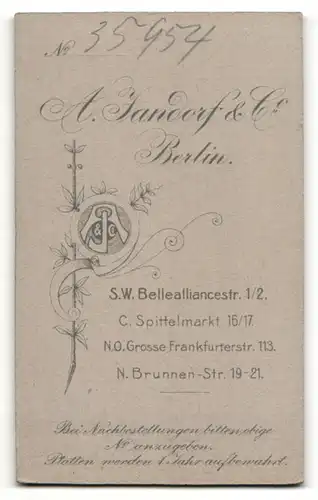 No 35954
A. Jandorf & Co
Berlin.
A J & C
S.W. Belleallliancestr. 1/2.
C. Spittelmarkt 16/17.
N.O. Grosse Frankfurterstr. 113.
N. Brunnen-Str. 19-21.
Bei Nachbestellungen bitten obige
No anzugeben.
Platten werden 1 Jahr aufbewahrt.